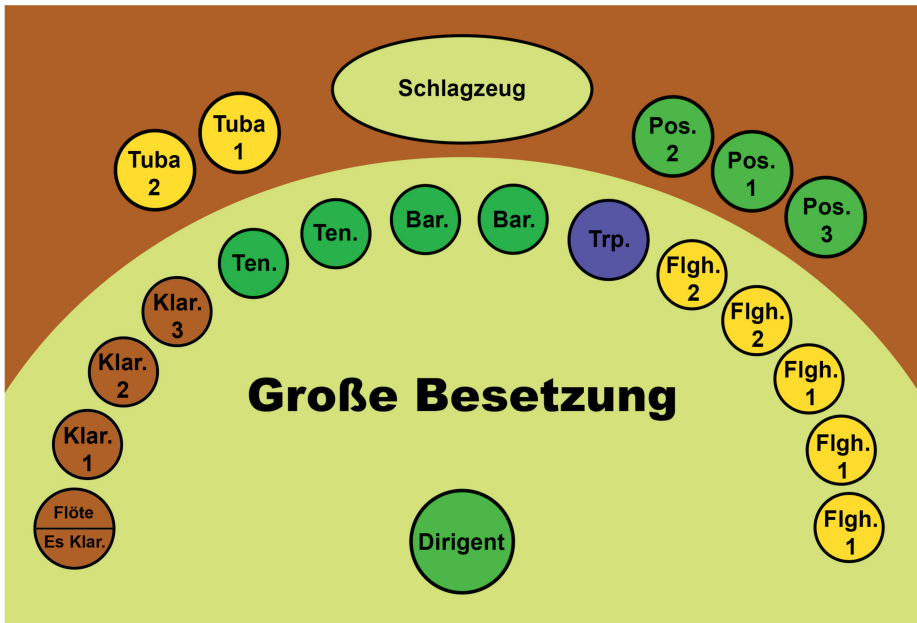 Schlagzeug
Tuba
1
Tuba
2
Pos.
2
Pos.
1
Pos.
3
Flöte
Es Klar.
Klar.
1
Klar.
2
Klar.
3
Ten.
Ten.
Bar.
Bar.
Trp.
Flgh.
2
Flgh.
2
Flgh.
1
Flgh.
1
Flgh.
1
Große Besetzung
Dirigent